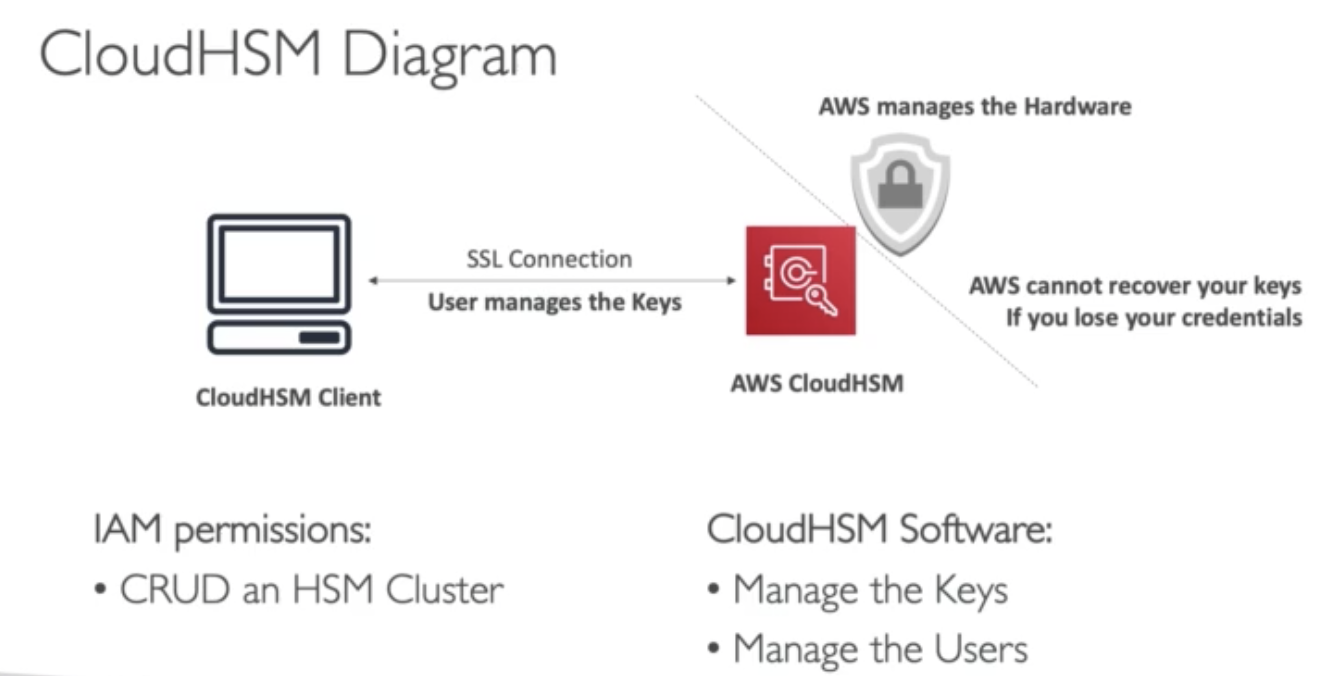 CloudHSM Diagram
AWS manages the Hardware
SSL Connection
User manages the Keys
AWS cannot recover your keys
If you lose your credentials
CloudHSM Client
AWS CloudHSM
IAM permissions:
• CRUD an HSM Cluster
CloudHSM Software:
• Manage the Keys
• Manage the Users